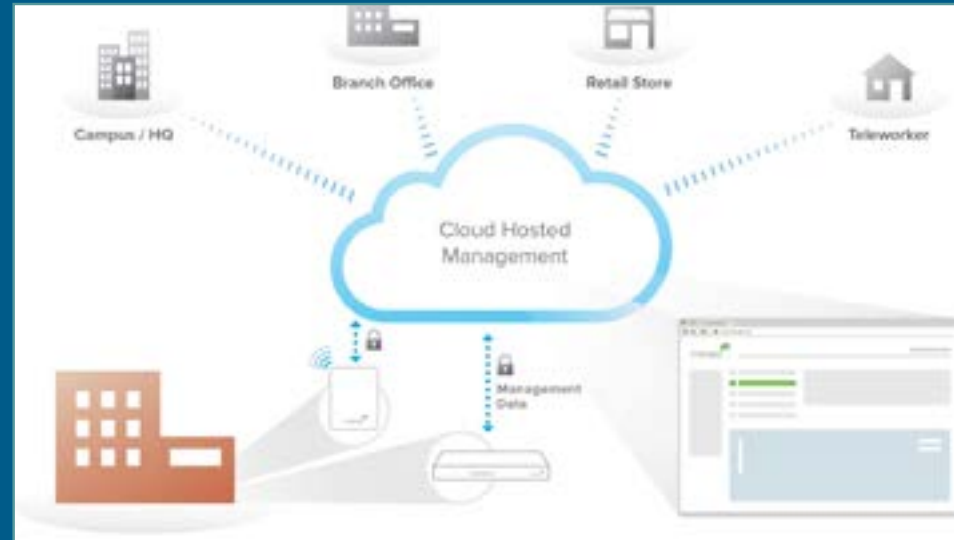 Branch Office
Retail Store
Campus / HQ
Teleworker
Cloud Hosted
Management
Management
Data